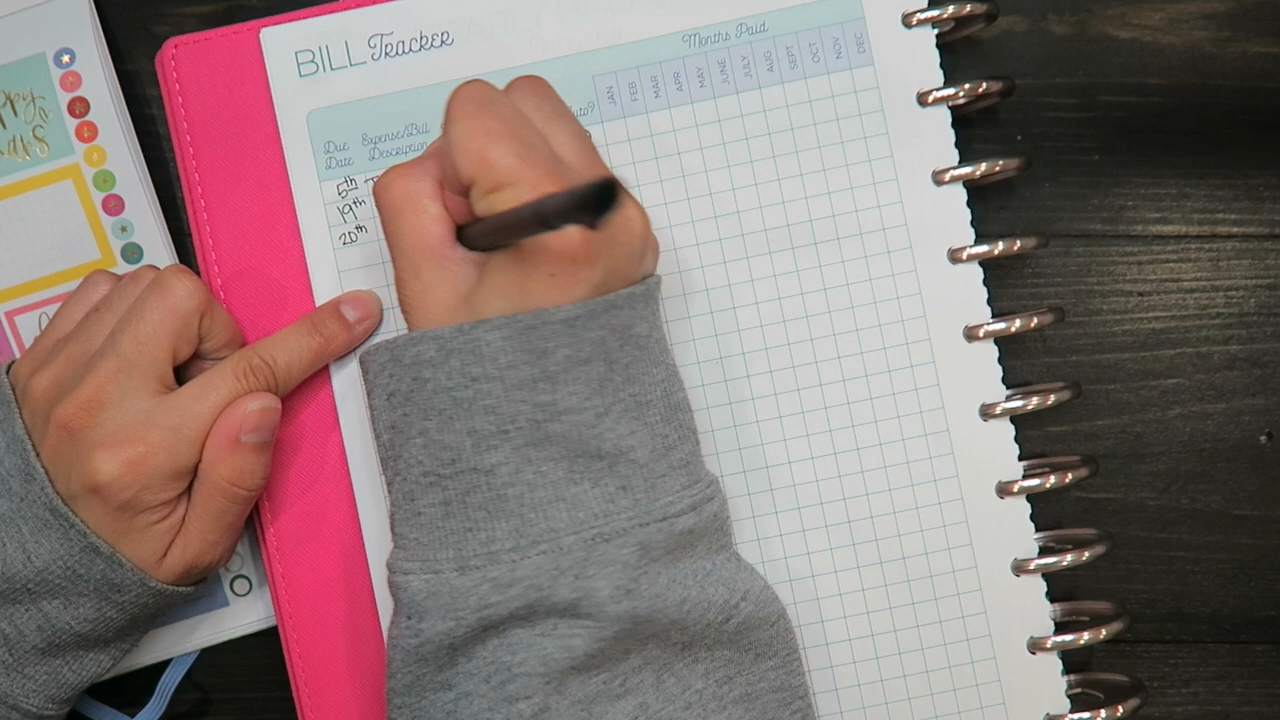 BILL Tracker
Months Paid
JAN FEB MAR APR MAY JUNE JULY AUG SEPT OCT NOV DEC
Due Date
Expense/Bill Description
Auto?
5th
19th
20th